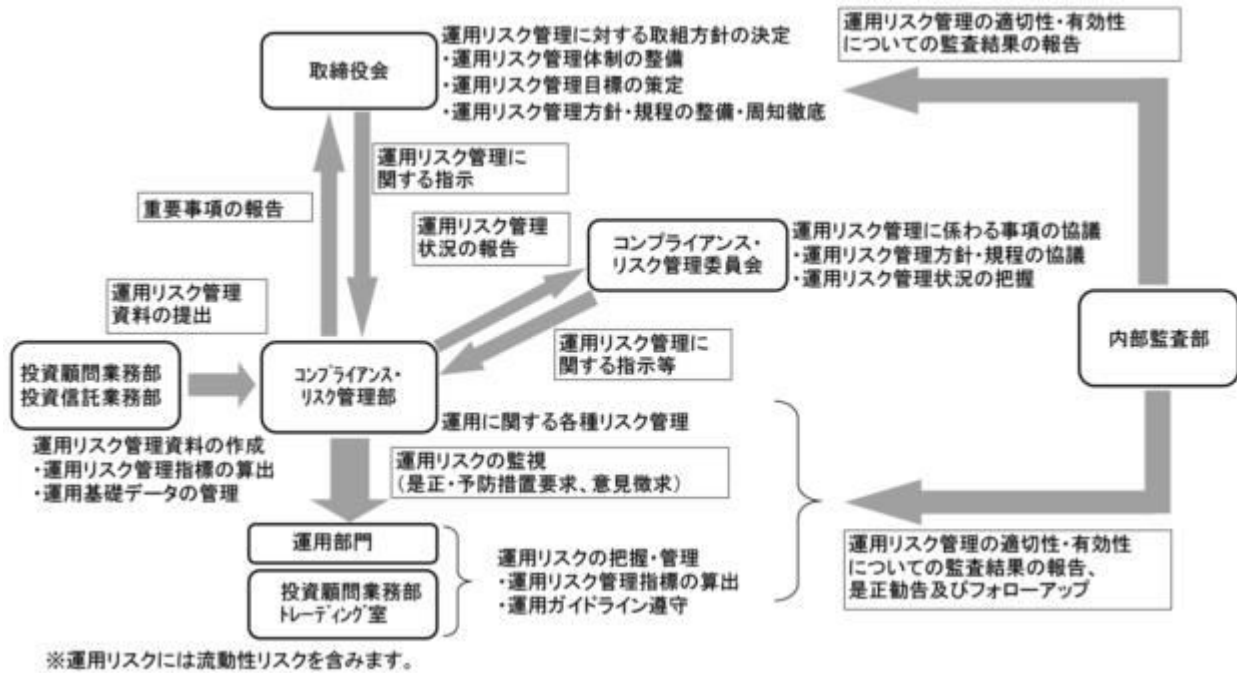 運用リスク管理に対する取組方針の決定
・運用リスク管理体制の整備
・運用リスク管理目標の策定
・運用リスク管理方針・規程の整備・周知徹底
取締役会
運用リスク管理の適切性・有効性
についての監査結果の報告
運用リスク管理に
関する指示
重要事項の報告
運用リスク管理
状況の報告
コンプライアンス・
リスク管理委員会
運用リスク管理に係わる事項の協議
・運用リスク管理方針・規程の協議
・運用リスク管理状況の把握
運用リスク管理
資料の提出
運用リスク管理に
関する指示等
内部監査部
投資顧問業務部
投資信託業務部
コンプライアンス・
リスク管理部
運用に関する各種リスク管理
運用リスク管理資料の作成
・運用リスク管理指標の算出
・運用基礎データの管理
運用リスクの監視
（是正・予防措置要求、意見徴求）
運用部門
投資顧問業務部
トレーディング室
運用リスクの把握・管理
・運用リスク管理指標の算出
・運用ガイドライン遵守
運用リスク管理の適切性・有効性
についての監査結果の報告、
是正勧告及びフォローアップ
※運用リスクには流動性リスクを含みます。